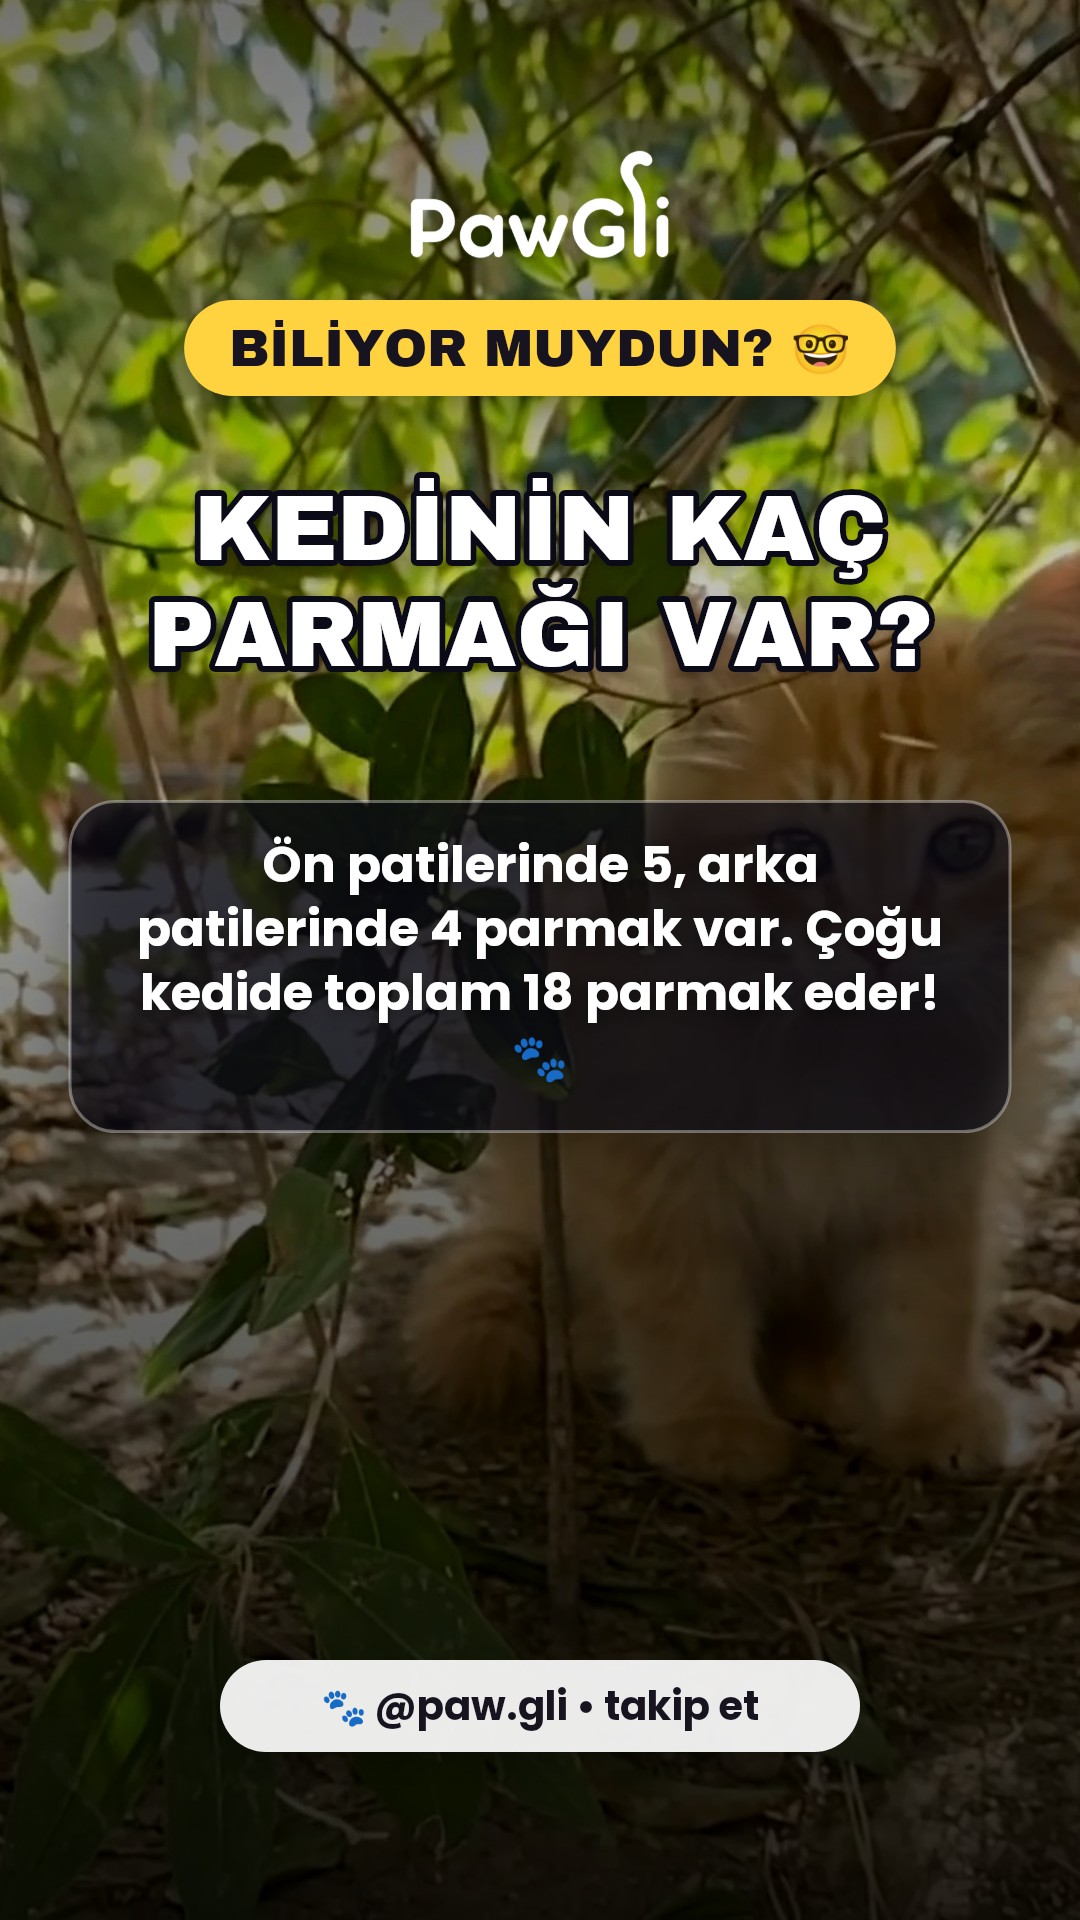 PawGli
BİLİYOR MUYDUN? 🤓
KEDİNİN KAÇ
PARMAĞI VAR?
Ön patilerinde 5, arka
patilerinde 4 parmak var. Çoğu
kedide toplam 18 parmak eder!
🐾
🐾 @paw.gli • takip et